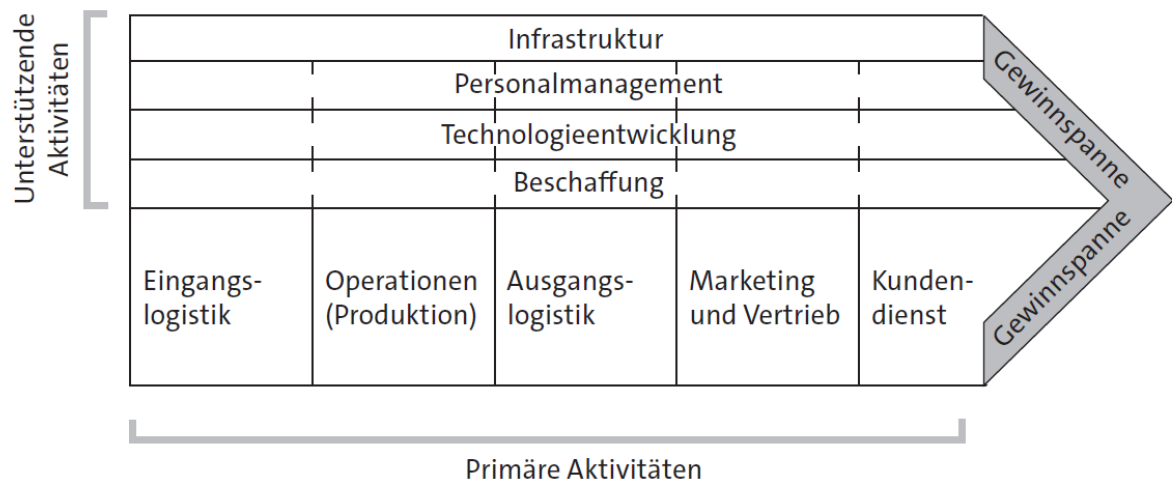 Unterstützende
Aktivitäten
Infrastruktur
Personalmanagement
Technologieentwicklung
Beschaffung
Eingangs-
logistik
Operationen
(Produktion)
Ausgangs-
logistik
Marketing
und Vertrieb
Kunden-
dienst
Gewinnspanne
Gewinnspanne
Primäre Aktivitäten